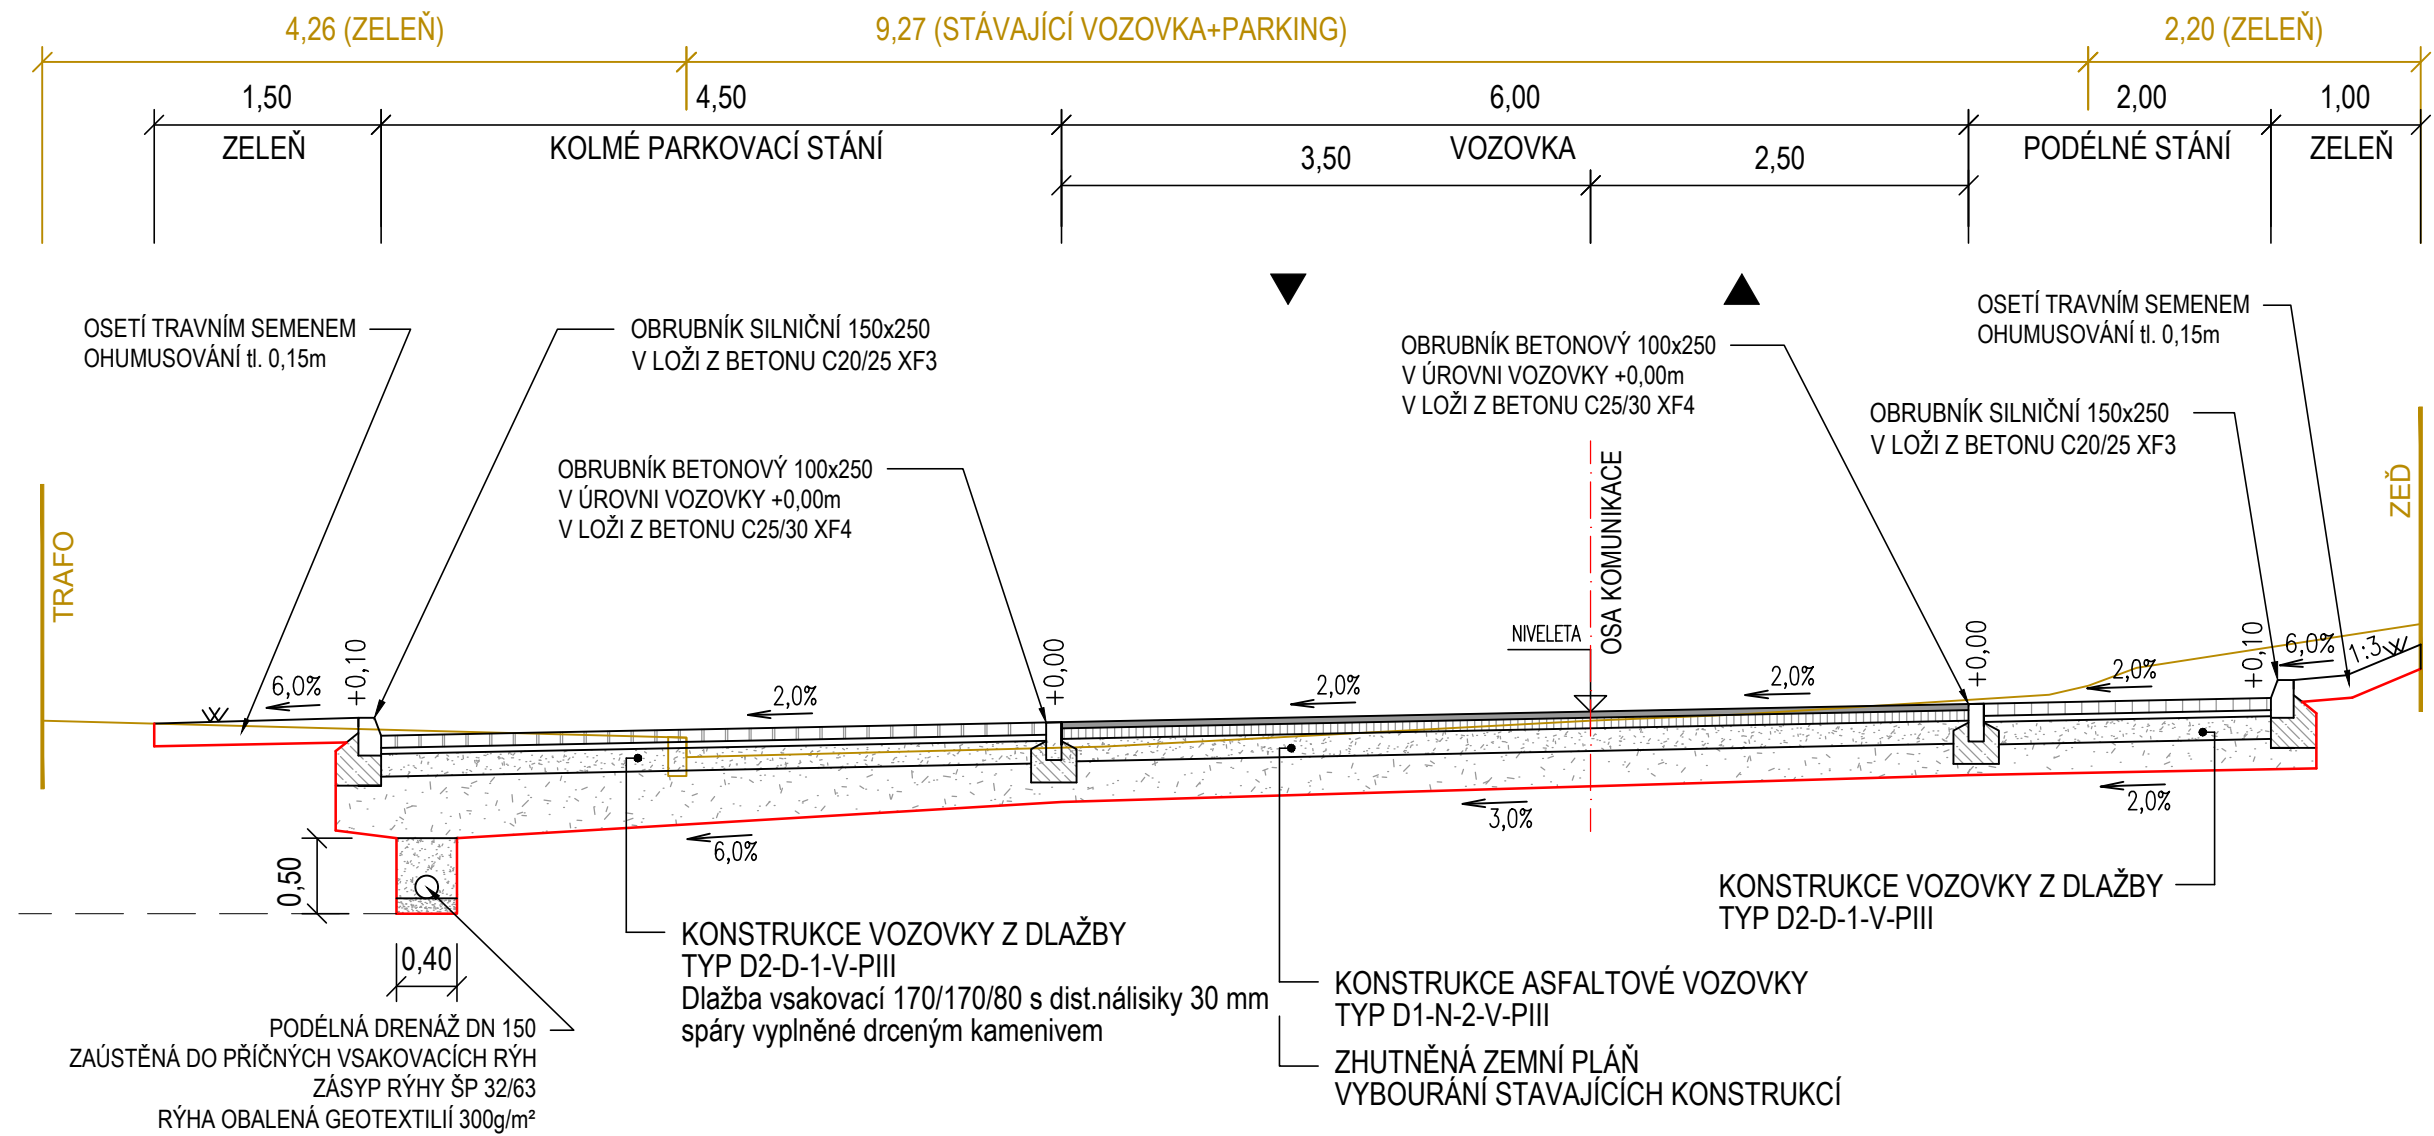 4,26 (ZELEŇ)
9,27 (STÁVAJÍCÍ VOZOVKA+PARKING)
2,20 (ZELEŇ)
1,50
4,50
6,00
2,00
1,00
ZELEŇ
KOLMÉ PARKOVACÍ STÁNÍ
VOZOVKA
PODÉLNÉ STÁNÍ
ZELEŇ
3,50
2,50
OSETÍ TRAVNÍM SEMENEM
OHUMUSOVÁNÍ tl. 0,15m
OBRUBNÍK SILNIČNÍ 150x250
V LOŽI Z BETONU C20/25 XF3
OBRUBNÍK BETONOVÝ 100x250
V ÚROVNI VOZOVKY +0,00m
V LOŽI Z BETONU C25/30 XF4
OSETÍ TRAVNÍM SEMENEM
OHUMUSOVÁNÍ tl. 0,15m
OBRUBNÍK SILNIČNÍ 150x250
V LOŽI Z BETONU C20/25 XF3
OBRUBNÍK BETONOVÝ 100x250
V ÚROVNI VOZOVKY +0,00m
V LOŽI Z BETONU C25/30 XF4
TRAFO
OSA KOMUNIKACE
ZEĎ
NIVELETA
6,0%
+0,10
2,0%
+0,00
2,0%
2,0%
+0,00
2,0%
+0,10
6,0%
1:3
6,0%
3,0%
2,0%
0,50
0,40
KONSTRUKCE VOZOVKY Z DLAŽBY
TYP D2-D-1-V-PIII
KONSTRUKCE VOZOVKY Z DLAŽBY
TYP D2-D-1-V-PIII
Dlažba vsakovací 170/170/80 s dist.nálisiky 30 mm
spáry vyplněné drceným kamenivem
KONSTRUKCE ASFALTOVÉ VOZOVKY
TYP D1-N-2-V-PIII
ZHUTNĚNÁ ZEMNÍ PLÁŇ
VYBOURÁNÍ STAVAJÍCÍCH KONSTRUKCÍ
PODÉLNÁ DRENÁŽ DN 150
ZAÚSTĚNÁ DO PŘÍČNÝCH VSAKOVACÍCH RÝH
ZÁSYP RÝHY ŠP 32/63
RÝHA OBALENÁ GEOTEXTILIÍ 300g/m²